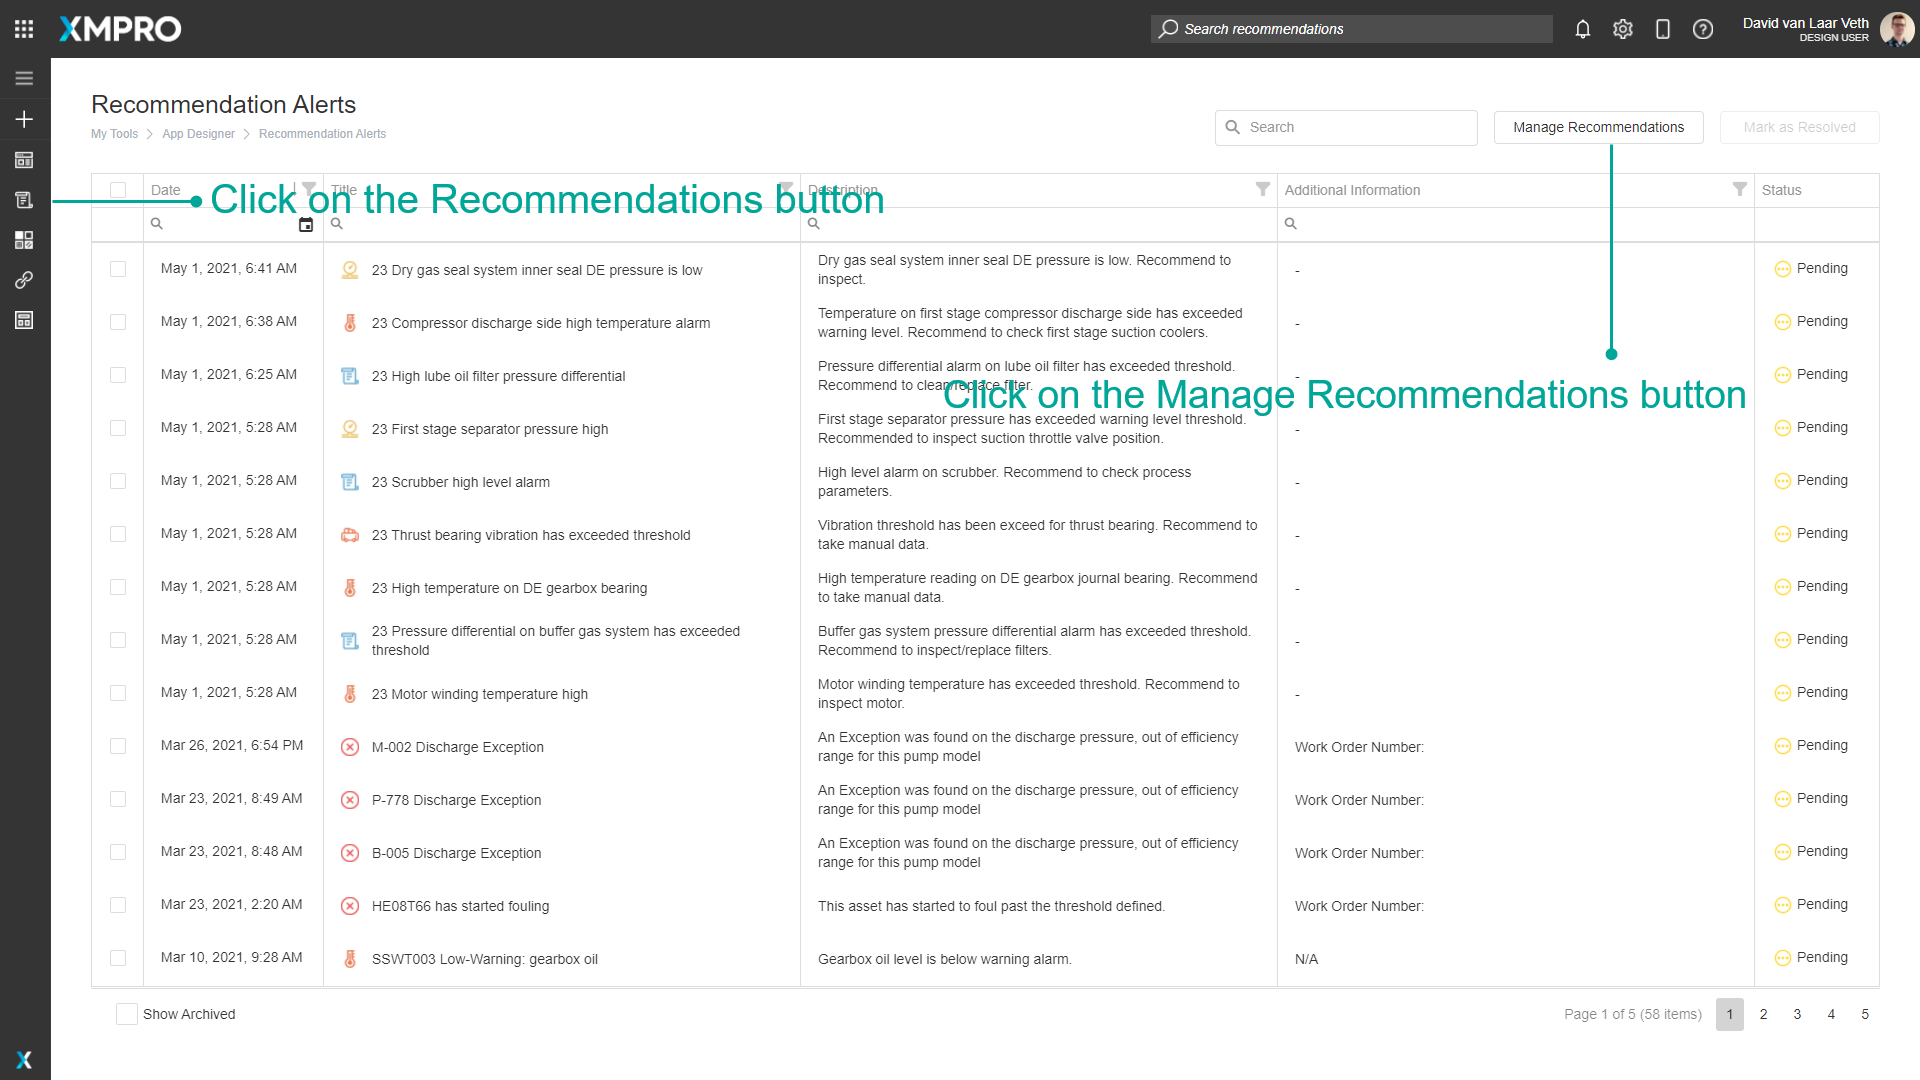 XMPRO
Search recommendations
David van Laar Veth
DESIGN USER
Recommendation Alerts
My Tools > App Designer > Recommendation Alerts
Search
Manage Recommendations
Mark as Resolved
Date
Title
Description
Additional Information
Status
Click on the Recommendations button
May 1, 2021, 6:41 AM
23 Dry gas seal system inner seal DE pressure is low
Dry gas seal system inner seal DE pressure is low. Recommend to
inspect.
-
Pending
May 1, 2021, 6:38 AM
23 Compressor discharge side high temperature alarm
Temperature on first stage compressor discharge side has exceeded
warning level. Recommend to check first stage suction coolers.
-
Pending
May 1, 2021, 6:25 AM
23 High lube oil filter pressure differential
Pressure differential alarm on lube oil filter has exceeded threshold.
Recommend to clean/replace filter.
-
Pending
Click on the Manage Recommendations button
May 1, 2021, 5:28 AM
23 First stage separator pressure high
First stage separator pressure has exceeded warning level threshold.
Recommended to inspect suction throttle valve position.
-
Pending
May 1, 2021, 5:28 AM
23 Scrubber high level alarm
High level alarm on scrubber. Recommend to check process
parameters.
-
Pending
May 1, 2021, 5:28 AM
23 Thrust bearing vibration has exceeded threshold
Vibration threshold has been exceed for thrust bearing. Recommend to
take manual data.
-
Pending
May 1, 2021, 5:28 AM
23 High temperature on DE gearbox bearing
High temperature reading on DE gearbox journal bearing. Recommend
to take manual data.
-
Pending
May 1, 2021, 5:28 AM
23 Pressure differential on buffer gas system has exceeded
threshold
Buffer gas system pressure differential alarm has exceeded threshold.
Recommend to inspect/replace filters.
-
Pending
May 1, 2021, 5:28 AM
23 Motor winding temperature high
Motor winding temperature has exceeded threshold. Recommend to
inspect motor.
-
Pending
Mar 26, 2021, 6:54 PM
M-002 Discharge Exception
An Exception was found on the discharge pressure, out of efficiency
range for this pump model
Work Order Number:
Pending
Mar 23, 2021, 8:49 AM
P-778 Discharge Exception
An Exception was found on the discharge pressure, out of efficiency
range for this pump model
Work Order Number:
Pending
Mar 23, 2021, 8:48 AM
B-005 Discharge Exception
An Exception was found on the discharge pressure, out of efficiency
range for this pump model
Work Order Number:
Pending
Mar 23, 2021, 2:20 AM
HE08T66 has started fouling
This asset has started to foul past the threshold defined.
Work Order Number:
Pending
Mar 10, 2021, 9:28 AM
SSWT003 Low-Warning: gearbox oil
Gearbox oil level is below warning alarm.
N/A
Pending
Show Archived
Page 1 of 5 (58 items) 1 2 3 4 5